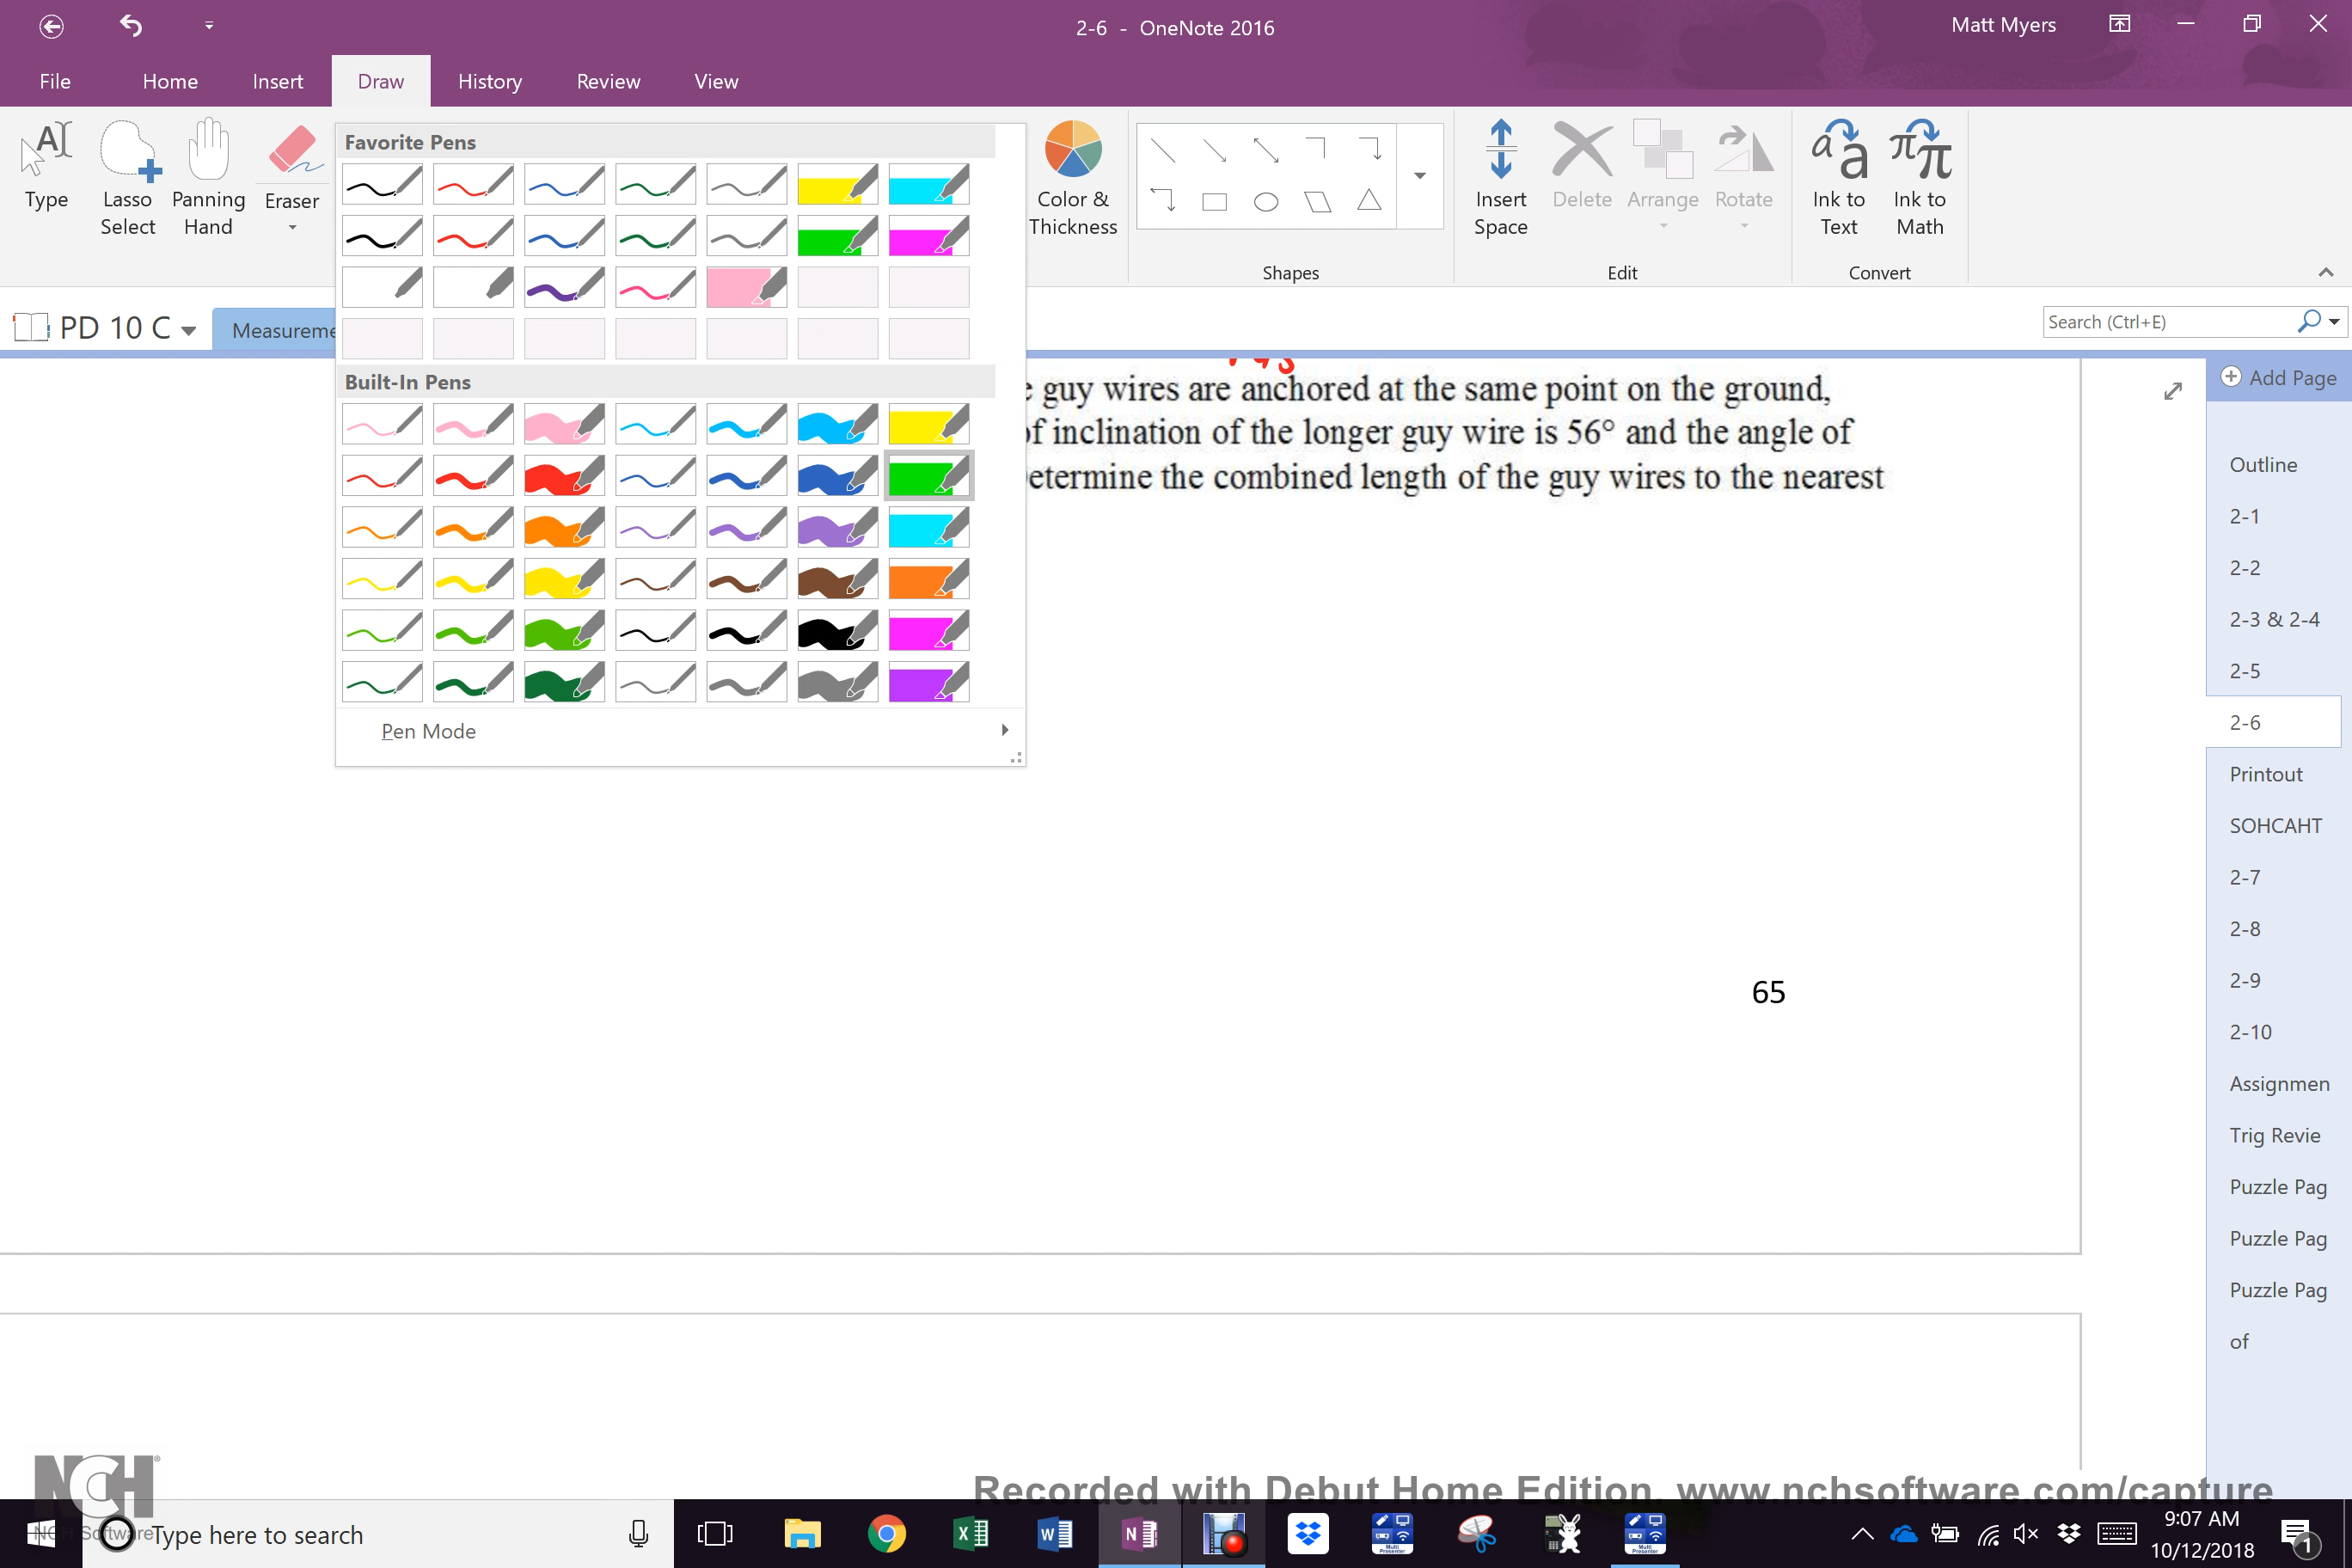 2-6 - OneNote 2016
Matt Myers
File Home Insert Draw History Review View
Type
Lasso Select
Panning Hand
Eraser
Favorite Pens
Built-In Pens
Pen Mode
Color & Thickness
Shapes
Insert Space
Delete
Arrange
Rotate
Edit
Ink to Text
Ink to Math
Convert
PD 10 C
Measureme
Search (Ctrl+E)
guy wires are anchored at the same point on the ground,
of inclination of the longer guy wire is 56° and the angle of
etermine the combined length of the guy wires to the nearest
65
Add Page
Outline
2-1
2-2
2-3 & 2-4
2-5
2-6
Printout
SOHCAHT
2-7
2-8
2-9
2-10
Assignmen
Trig Revie
Puzzle Pag
Puzzle Pag
Puzzle Pag
of
NCH
NCH Software
Recorded with Debut Home Edition. www.nchsoftware.com/capture
Type here to search
9:07 AM
10/12/2018
1